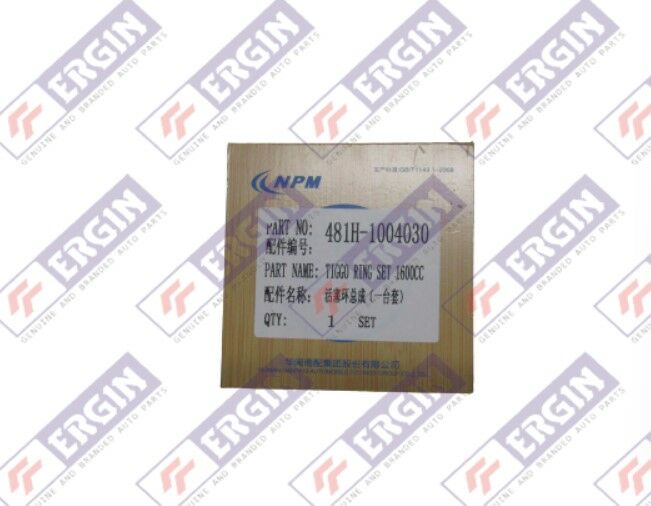 NPM
PART NO: 481H-1004030
配件编号:
PART NAME: TIGGO RING SET 1600CC
配件名称: 活塞环总成(一台套)
QTY: 1 SET
ERGIN
GENUINE AND BRANDED AUTO PARTS